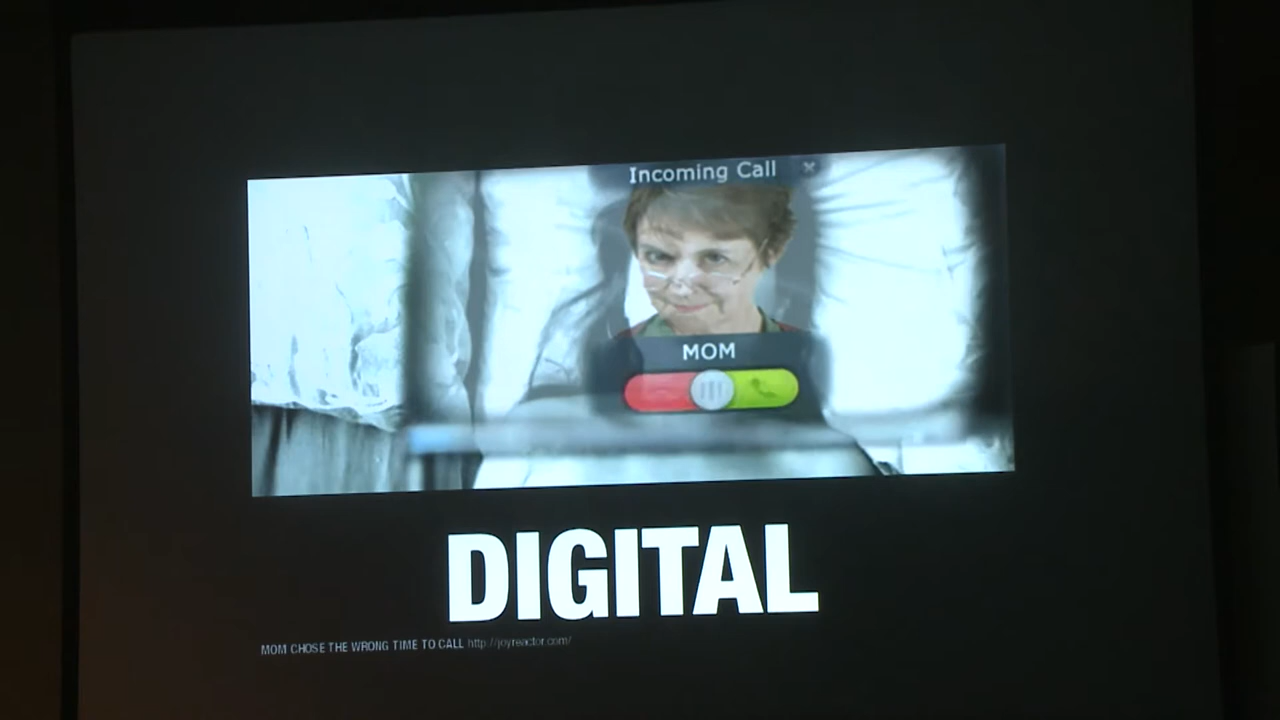 Incoming Call
MOM
DIGITAL
MOM CHOSE THE WRONG TIME TO CALL http://joyreactor.com/